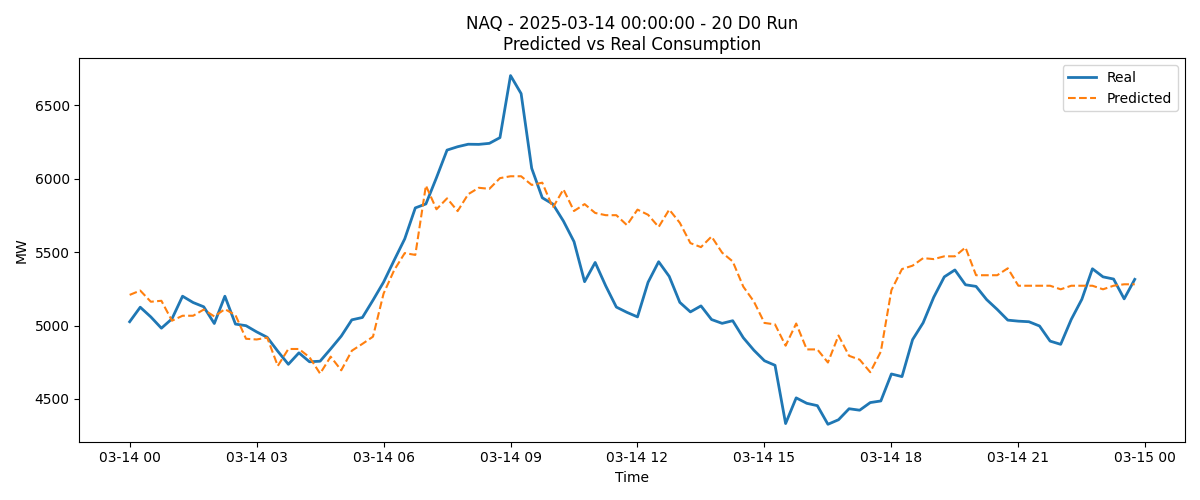 NAQ - 2025-03-14 00:00:00 - 20 D0 Run
Predicted vs Real Consumption
Real
Predicted
MW
6500
6000
5500
5000
4500
03-14 00
03-14 03
03-14 06
03-14 09
03-14 12
03-14 15
03-14 18
03-14 21
03-15 00
Time